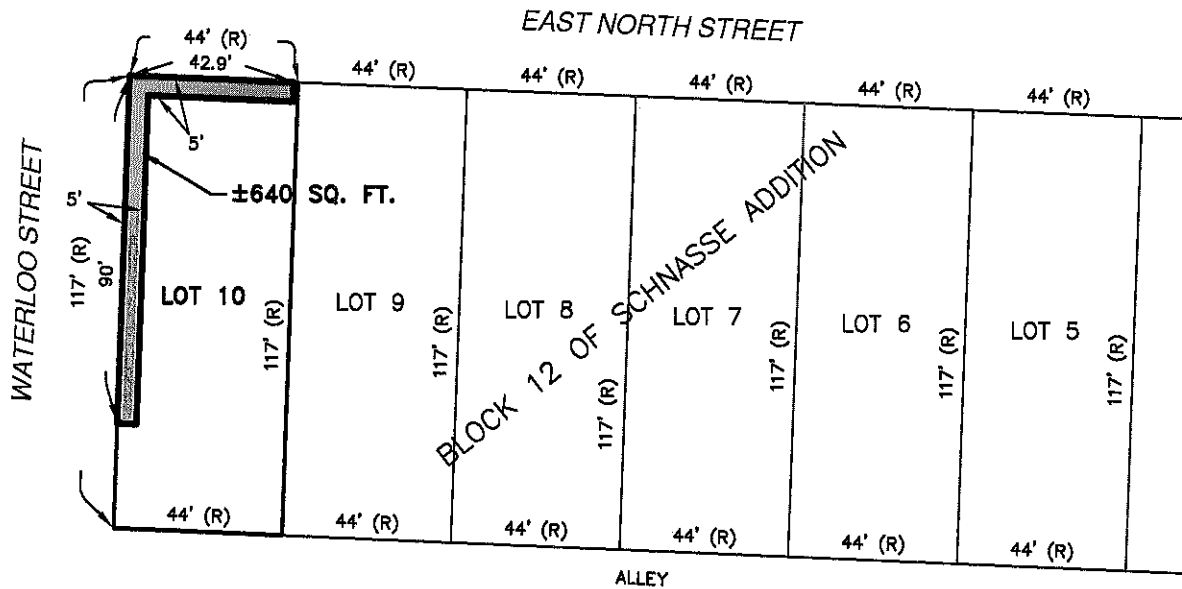 EAST NORTH STREET
44' (R)
42.9'
44' (R)
44' (R)
44' (R)
44' (R)
44' (R)
5'
±640 SQ. FT.
5'
WATERLOO STREET
117' (R)
90'
LOT 10
117' (R)
LOT 9
117' (R)
LOT 8
117' (R)
LOT 7
117' (R)
LOT 6
117' (R)
LOT 5
117' (R)
BLOCK 12 OF SCHNASSE ADDITION
44' (R)
44' (R)
44' (R)
44' (R)
44' (R)
44' (R)
ALLEY